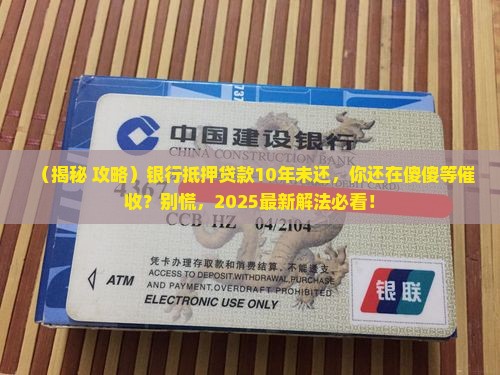 中国建设银行
CHINA CONSTRUCTION BANK
（揭秘 攻略）银行抵押贷款10年未还，你还在傻傻等催
收？别慌，2025最新解法必看！
4367
CCB HZ 04/2104
凭卡办理存取款和消费结算，不能透支
ACCESS TO DEPOSIT,WITHDRAWAL,PURCHASE
AND PAYMENT,OVERDRAFT PROHIBITED.
ATM
ELECTRONIC USE ONLY
银联